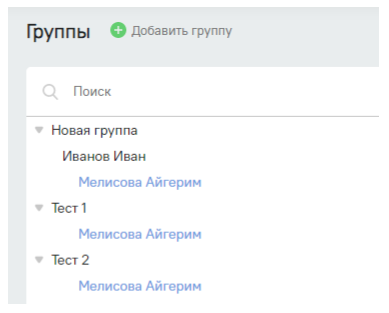 Группы Добавить группу
Поиск
Новая группа
Иванов Иван
Мелисова Айгерим
Тест 1
Мелисова Айгерим
Тест 2
Мелисова Айгерим